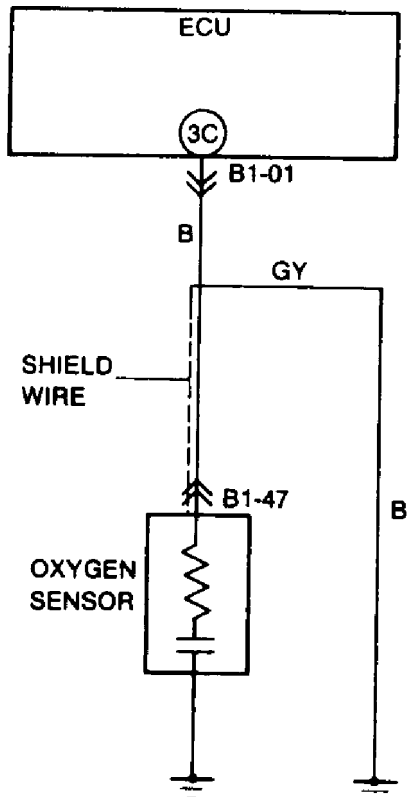 ECU
3C
B1-01
B
GY
SHIELD
WIRE
B1-47
B
OXYGEN
SENSOR